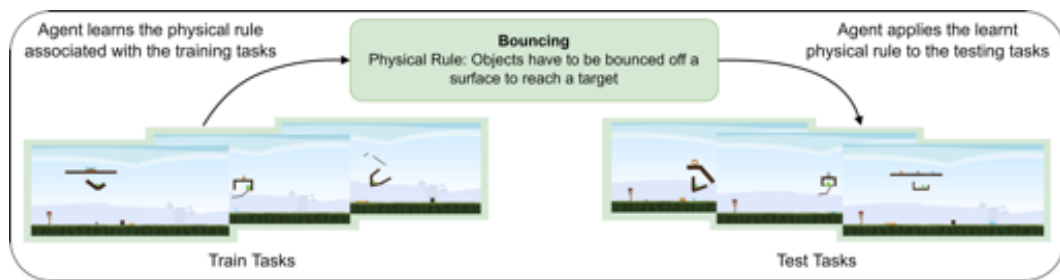 Agent learns the physical rule
associated with the training tasks
Bouncing
Physical Rule: Objects have to be bounced off a
surface to reach a target
Agent applies the learnt
physical rule to the testing tasks
Train Tasks
Test Tasks